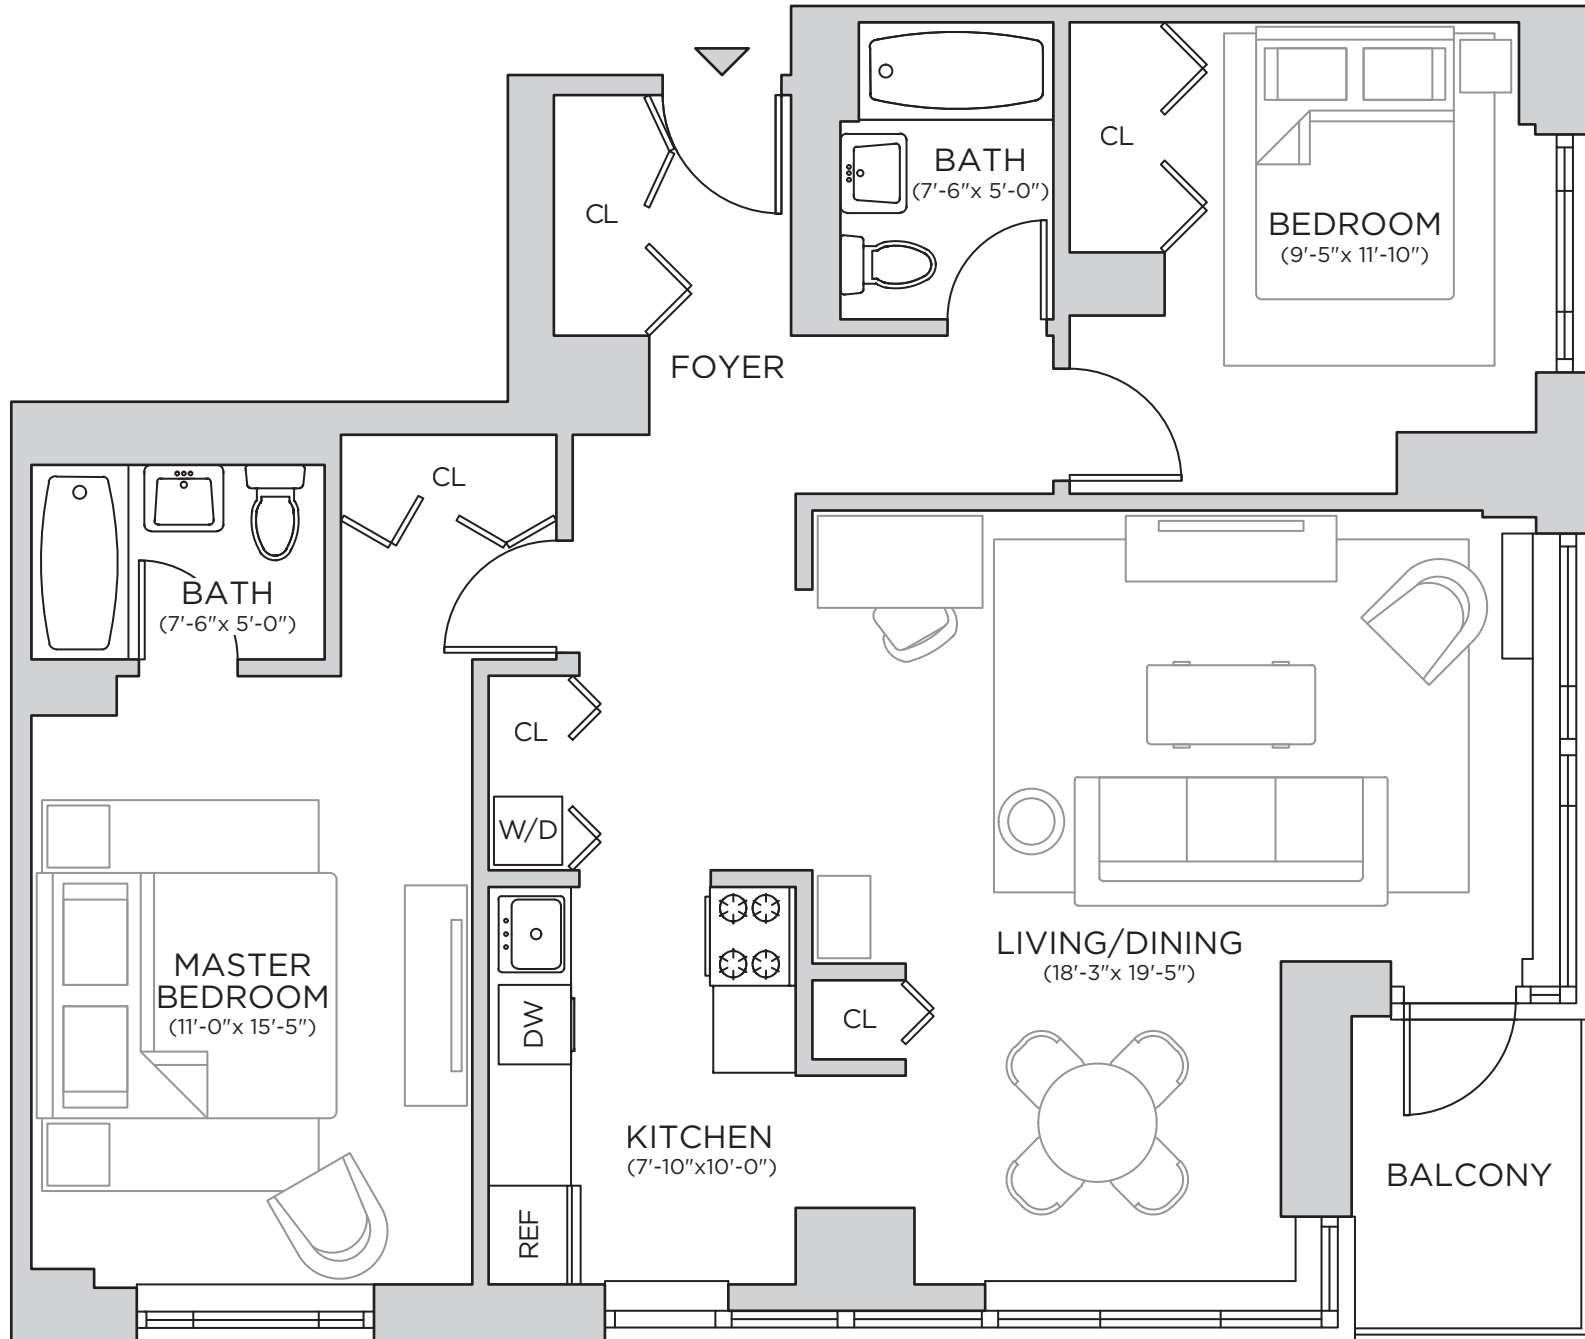 BATH
(7'-6"x 5'-0")
CL
CL
BEDROOM
(9'-5"x 11'-10")
FOYER
CL
BATH
(7'-6"x 5'-0")
CL
W/D
MASTER
BEDROOM
(11'-0"x 15'-5")
LIVING/DINING
(18'-3"x 19'-5")
DW
CL
KITCHEN
(7'-10"x10'-0")
BALCONY
REF